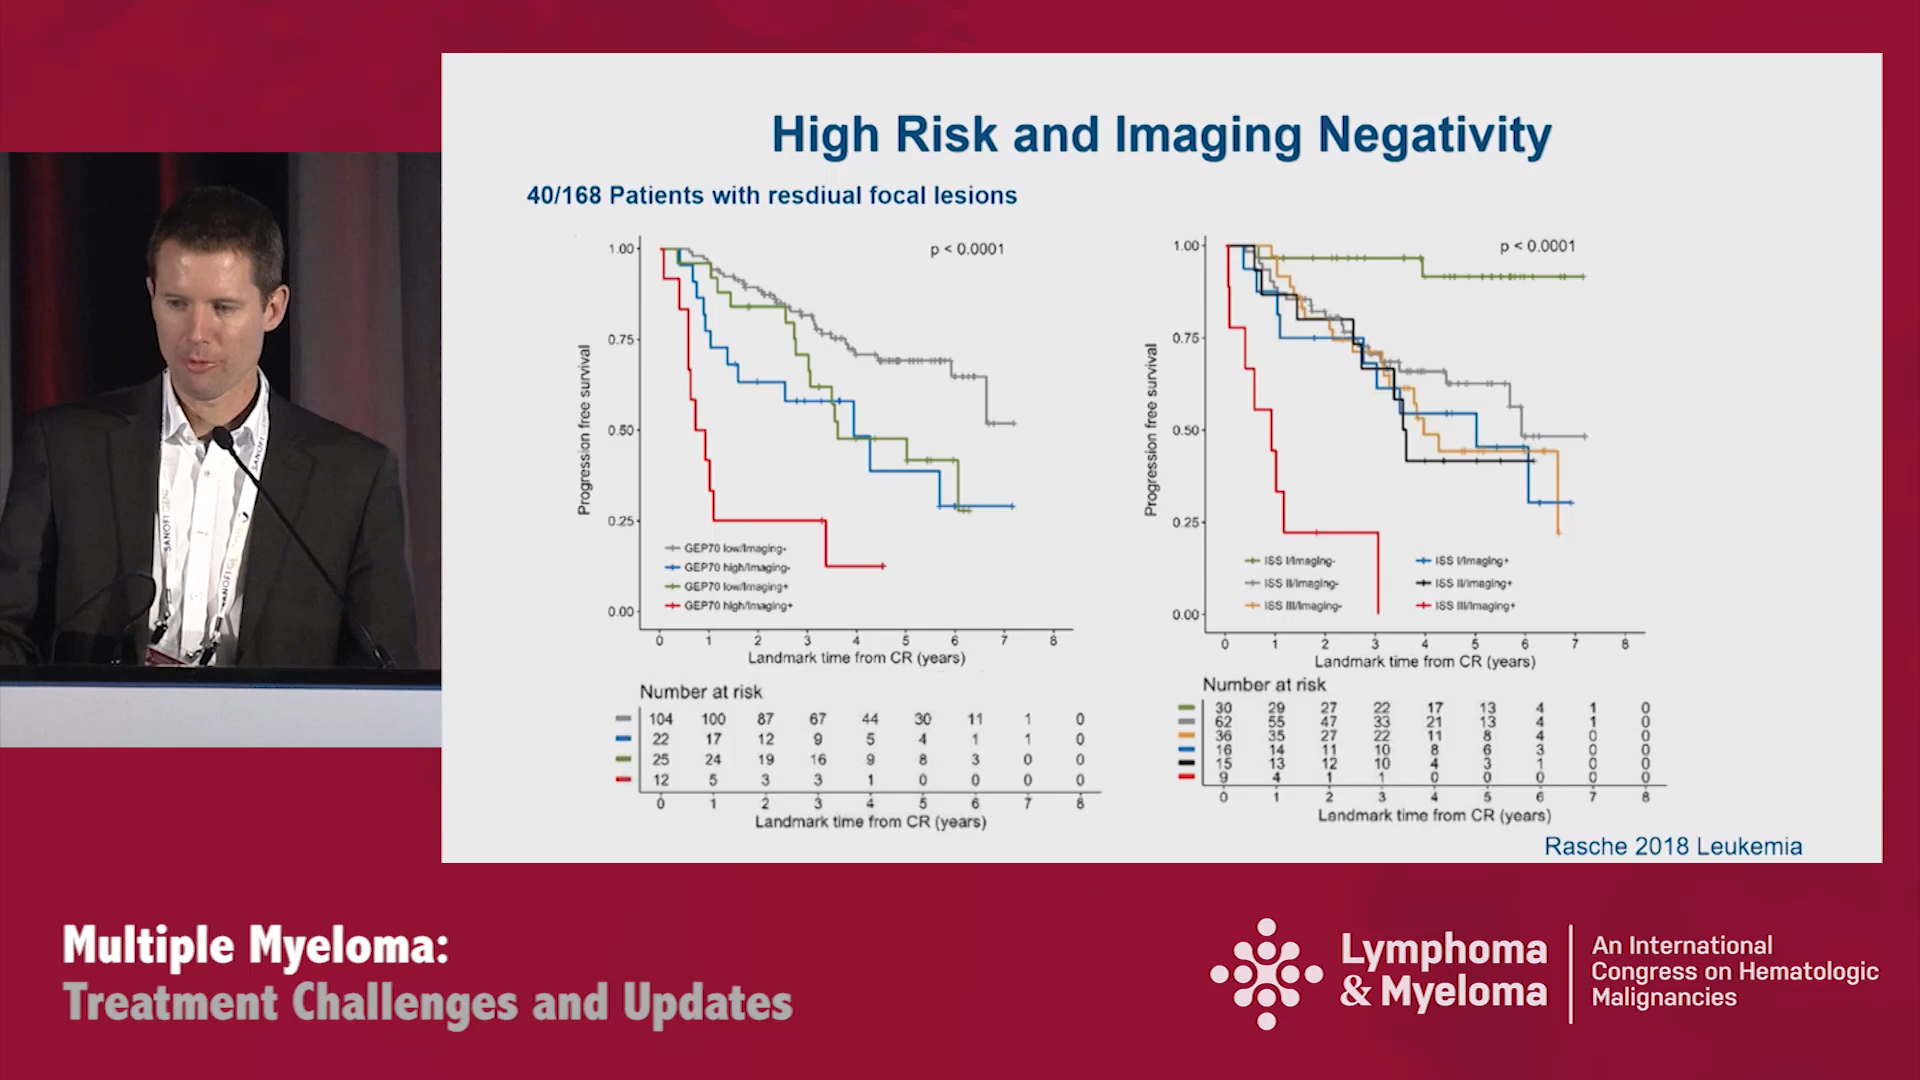 High Risk and Imaging Negativity
40/168 Patients with resdiual focal lesions
p < 0.0001
1.00
0.75
0.50
0.25
0.00
Progression free survival
GEP70 low/Imaging-
GEP70 high/Imaging-
GEP70 low/Imaging+
GEP70 high/Imaging+
0 1 2 3 4 5 6 7 8
Landmark time from CR (years)
Number at risk
104 100 87 67 44 30 11 1 0
22 17 12 9 5 4 1 1 0
25 24 19 16 9 8 3 0 0
12 5 3 3 1 0 0 0 0
0 1 2 3 4 5 6 7 8
Landmark time from CR (years)
p < 0.0001
1.00
0.75
0.50
0.25
0.00
Progression free survival
ISS I/Imaging-
ISS II/Imaging-
ISS III/Imaging-
ISS I/Imaging+
ISS II/Imaging+
ISS III/Imaging+
0 1 2 3 4 5 6 7 8
Landmark time from CR (years)
Number at risk
30 29 27 22 17 13 4 1 0
62 55 47 33 21 13 4 1 0
36 35 27 22 11 8 4 0 0
16 14 11 10 8 6 3 0 0
15 13 12 10 4 3 1 0 0
9 4 1 1 0 0 0 0 0
0 1 2 3 4 5 6 7 8
Landmark time from CR (years)
Rasche 2018 Leukemia
SANOFI
SANOFI
SANOFI
Multiple Myeloma:
Treatment Challenges and Updates
Lymphoma
& Myeloma
An International
Congress on Hematologic
Malignancies